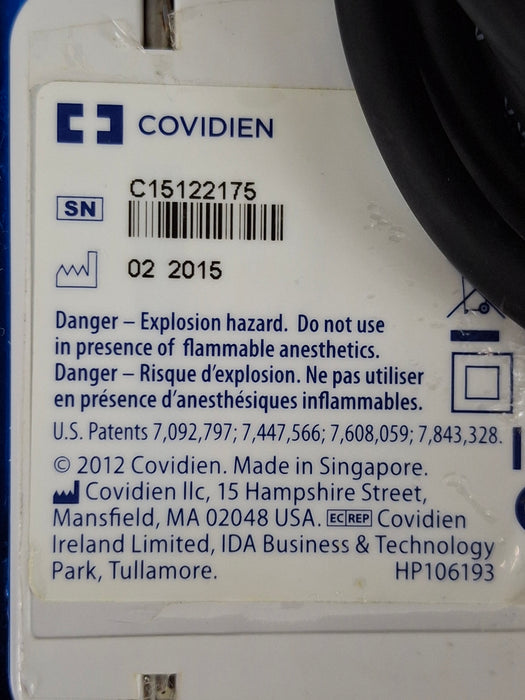 COVIDIEN
C15122175
SN
02 2015
Danger – Explosion hazard. Do not use
in presence of flammable anesthetics.
Danger – Risque d'explosion. Ne pas utiliser
en présence d'anesthésiques inflammables.
U.S. Patents 7,092,797; 7,447,566; 7,608,059; 7,843,328.
© 2012 Covidien. Made in Singapore.
Covidien llc, 15 Hampshire Street,
Mansfield, MA 02048 USA. EC REP Covidien
Ireland Limited, IDA Business & Technology
Park, Tullamore. HP106193